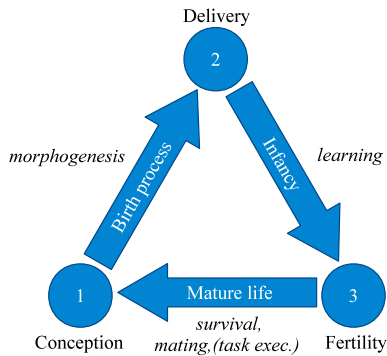 Delivery
2
morphogenesis
Birth process
Infancy
learning
1
Mature life
3
Conception
survival,
mating,(task exec.)
Fertility